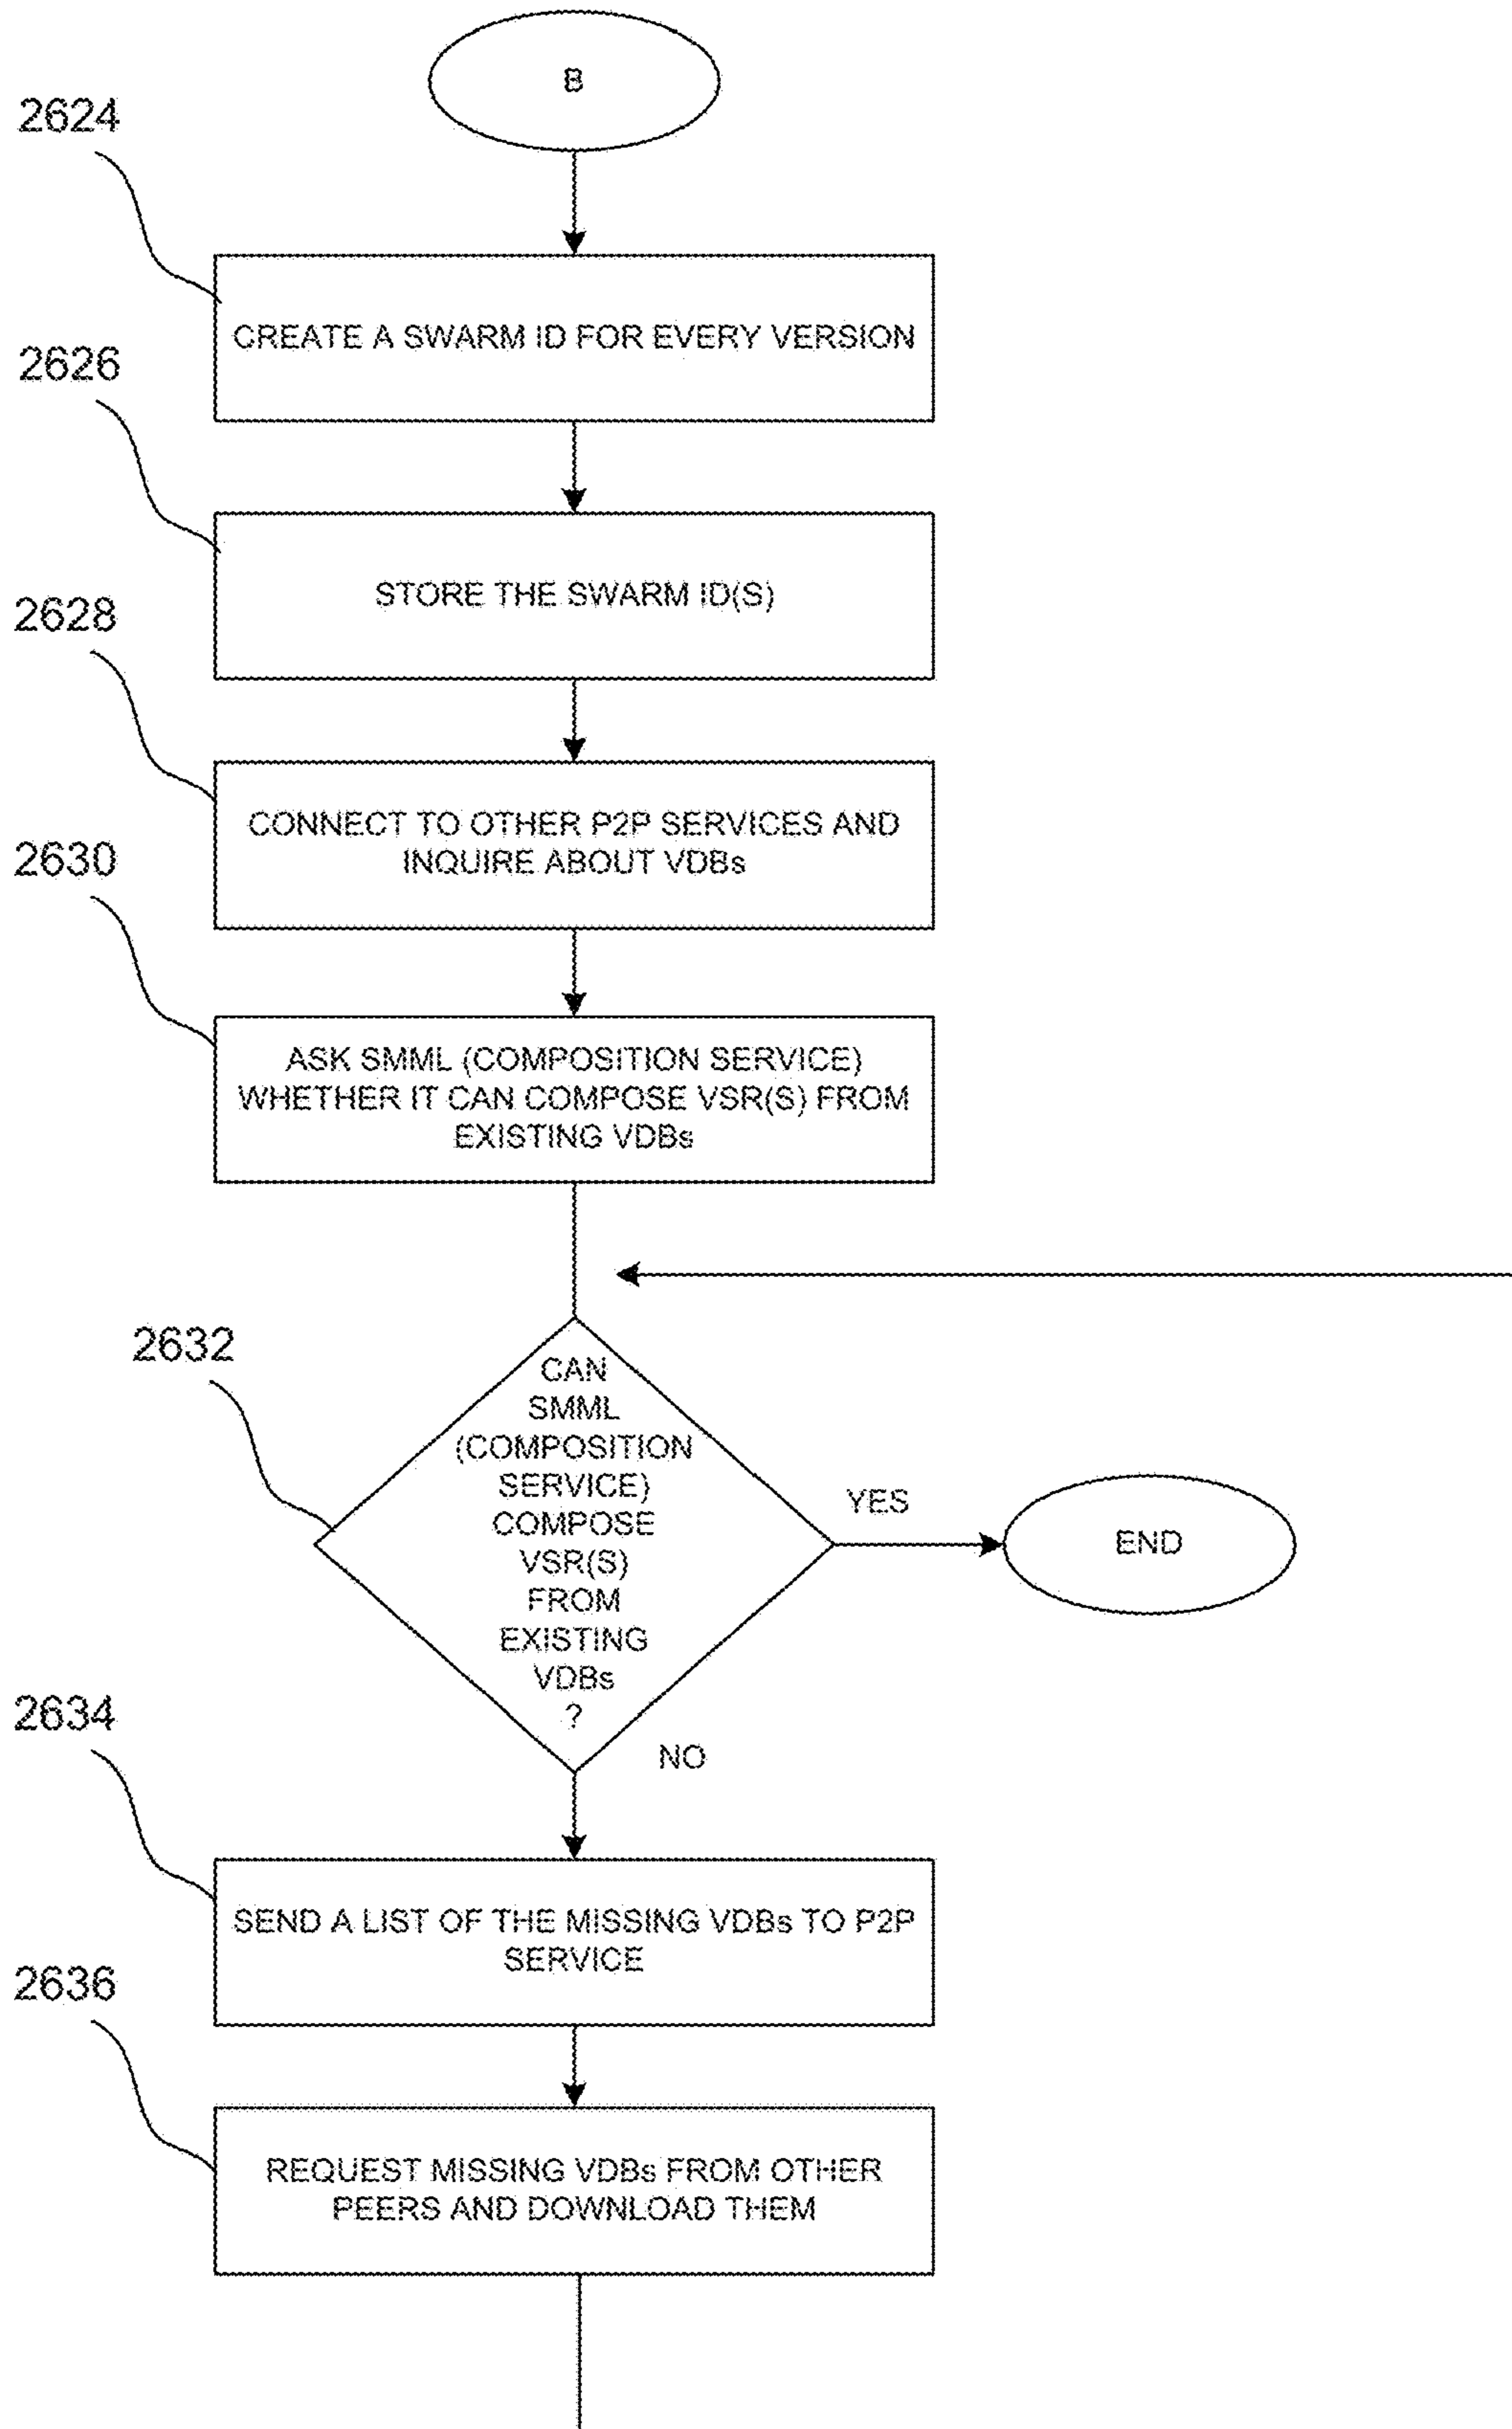 B
2624
CREATE A SWARM ID FOR EVERY VERSION
2626
STORE THE SWARM ID(S)
2628
CONNECT TO OTHER P2P SERVICES AND
INQUIRE ABOUT VDBs
2630
ASK SMML (COMPOSITION SERVICE)
WHETHER IT CAN COMPOSE VSR(S) FROM
EXISTING VDBs
2632
CAN
SMML
(COMPOSITION
SERVICE)
COMPOSE
VSR(S)
FROM
EXISTING
VDBs
?
YES
END
NO
2634
SEND A LIST OF THE MISSING VDBs TO P2P
SERVICE
2636
REQUEST MISSING VDBs FROM OTHER
PEERS AND DOWNLOAD THEM